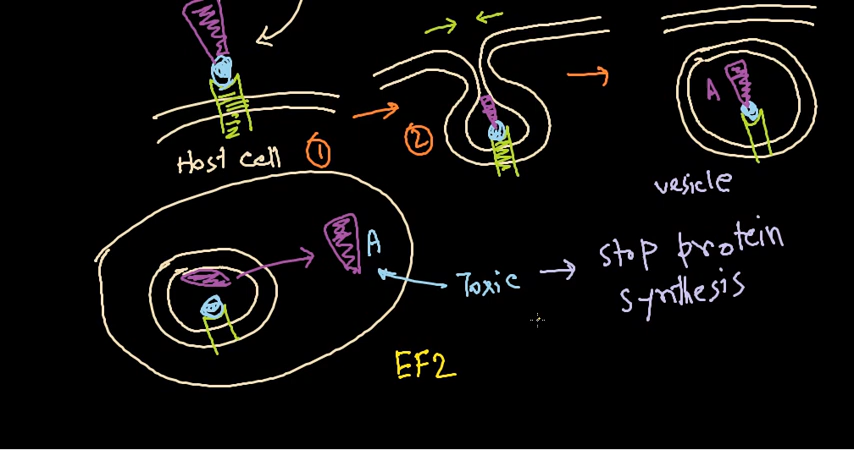 Host cell ①
②
A
vesicle
A
Toxic → stop protein
synthesis
EF2